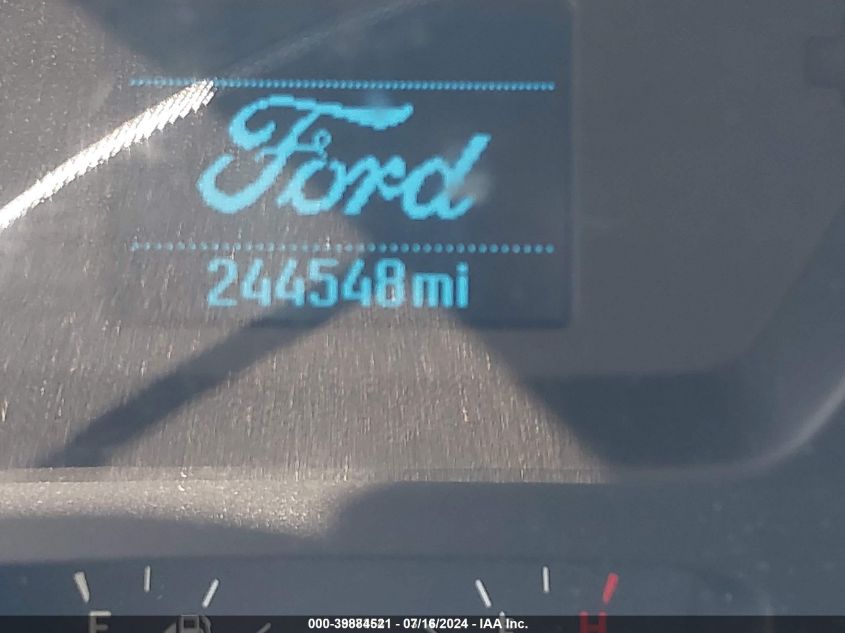 Ford
244548mi
H
000-39884521 - 07/16/2024 - IAA Inc.